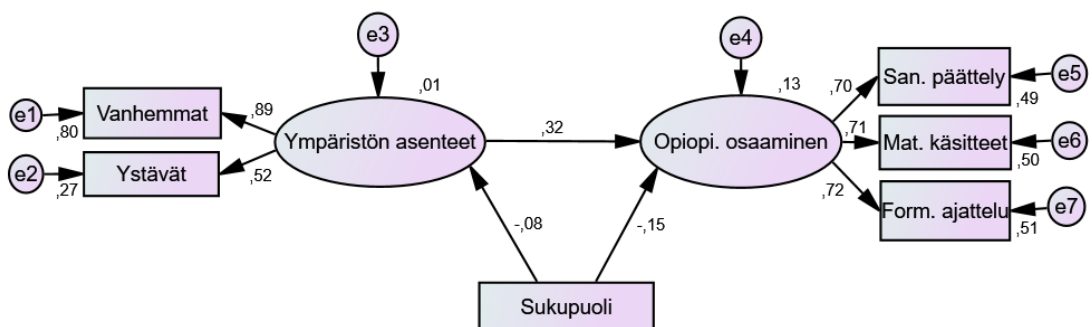 e3
e4
,01
,13
e1
Vanhemmat
,80
,89
Ympäristön asenteet
,32
Opiopi. osaaminen
,70
San. päättely
e5
,49
,71
Mat. käsitteet
e6
,50
e2
Ystävät
,27
,52
,72
Form. ajattelu
e7
,51
-,08
-,15
Sukupuoli